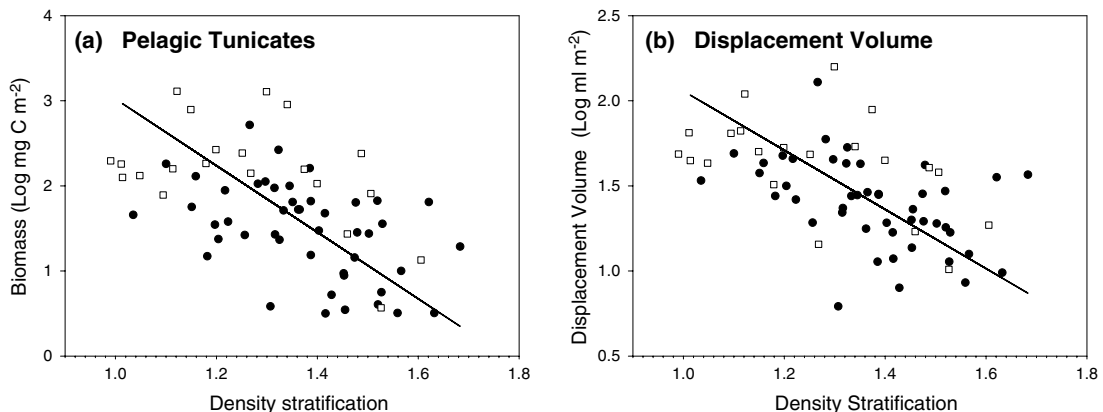 (a) Pelagic Tunicates
Biomass (Log mg C m-2)
4
3
2
1
0
1.0 1.2 1.4 1.6 1.8
Density stratification
(b) Displacement Volume
Displacement Volume (Log ml m-2)
2.5
2.0
1.5
1.0
0.5
1.0 1.2 1.4 1.6 1.8
Density Stratification